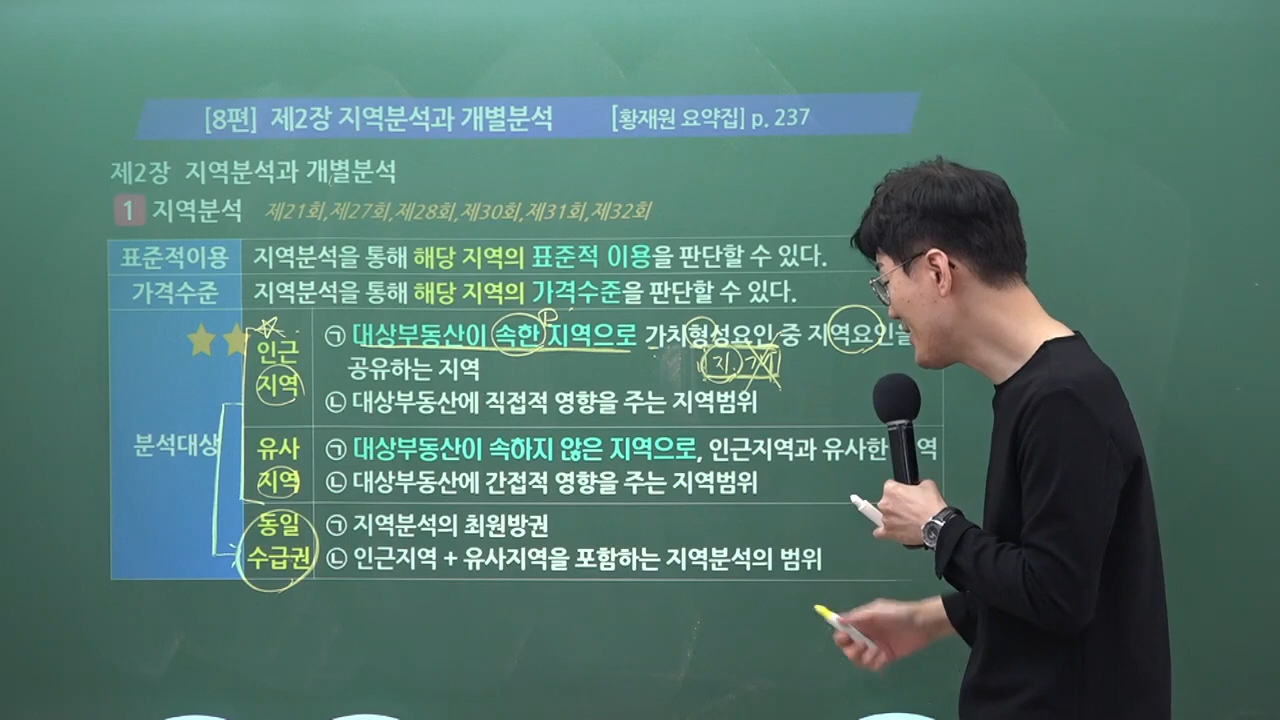 [8편] 제2장 지역분석과 개별분석 [황재원 요약집] p. 237
제2장 지역분석과 개별분석
1 지역분석 제21회,제27회,제28회,제30회,제31회,제32회
표준적이용 지역분석을 통해 해당 지역의 표준적 이용을 판단할 수 있다.
가격수준 지역분석을 통해 해당 지역의 가격수준을 판단할 수 있다.
분석대상
인근
지역
㉠ 대상부동산이 속한 지역으로 가치형성요인 중 지역요인을
공유하는 지역
㉡ 대상부동산에 직접적 영향을 주는 지역범위
유사
지역
㉠ 대상부동산이 속하지 않은 지역으로, 인근지역과 유사한
㉡ 대상부동산에 간접적 영향을 주는 지역범위
동일
수급권
㉠ 지역분석의 최원방권
㉡ 인근지역 + 유사지역을 포함하는 지역분석의 범위